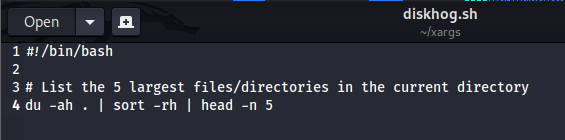 Open
diskhog.sh
~/xargs
1 #!/bin/bash
2
3 # List the 5 largest files/directories in the current directory
4 du -ah . | sort -rh | head -n 5